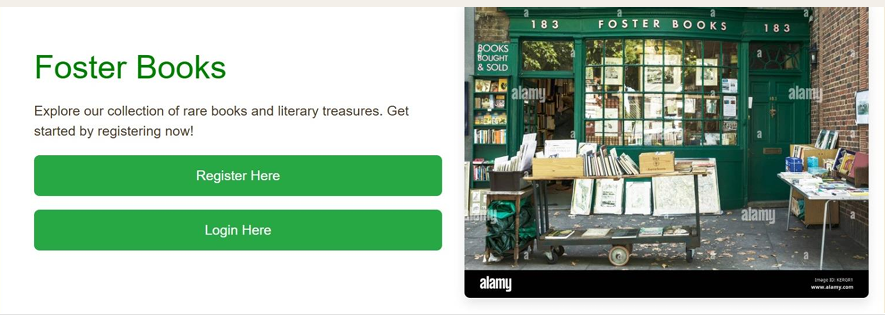 Foster Books
Explore our collection of rare books and literary treasures. Get
started by registering now!
Register Here
Login Here
183 FOSTER BOOKS 183
BOOKS
BOUGHT
& SOLD
alamy
alamy
alamy
alamy
alamy
Image ID: KERGR1
www.alamy.com